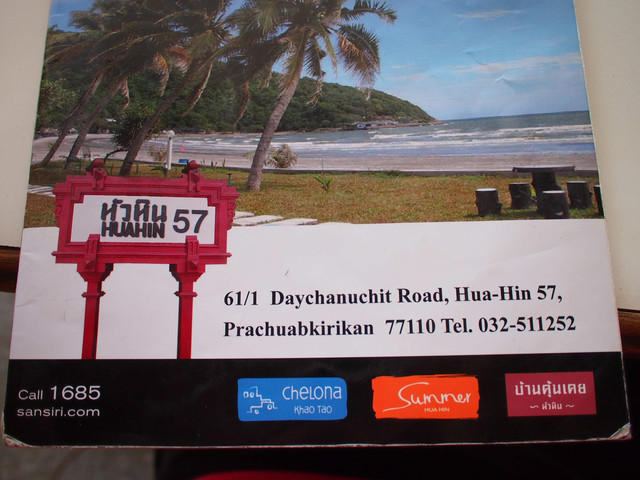 หัวหิน 57
HUAHIN
61/1 Daychanuchit Road, Hua-Hin 57,
Prachuabkirikan 77110 Tel. 032-511252
Call 1685
sansiri.com
CHELONA
KHAO TAO
Summer
HUA HIN
บ้านคุ้นเคย
หัวหิน